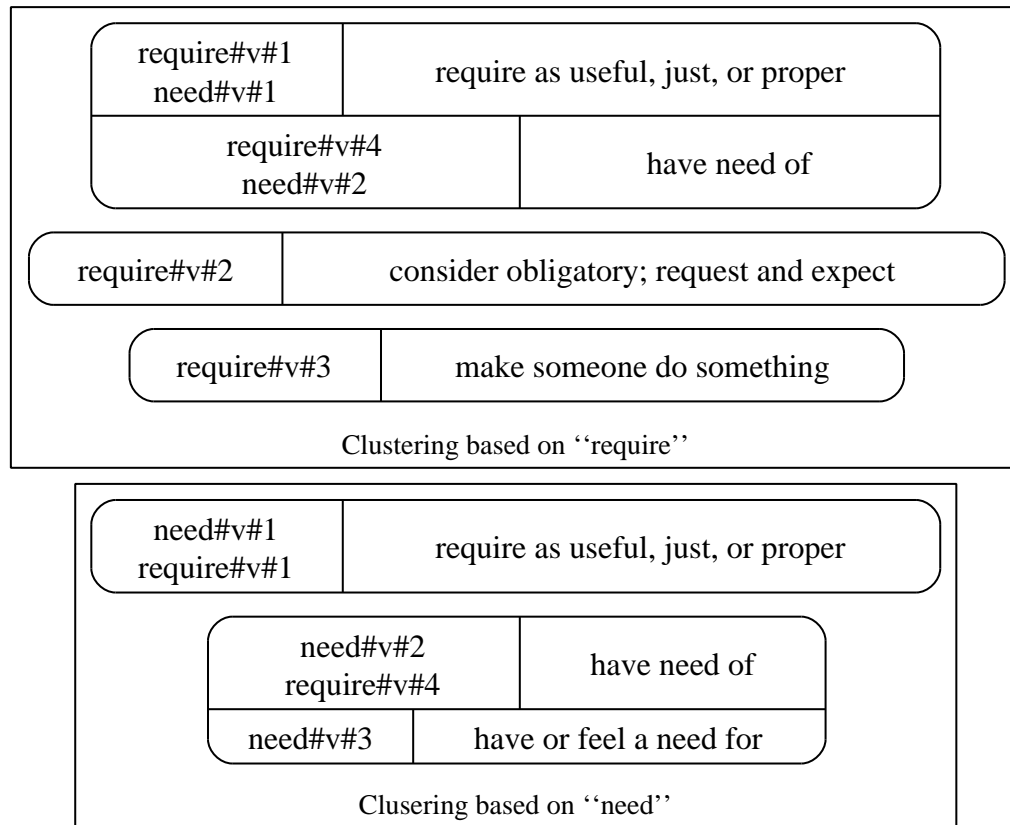 require#v#1
need#v#1
require as useful, just, or proper
require#v#4
need#v#2
have need of
require#v#2
consider obligatory; request and expect
require#v#3
make someone do something
Clustering based on ‘‘require’’
need#v#1
require#v#1
require as useful, just, or proper
need#v#2
require#v#4
have need of
need#v#3
have or feel a need for
Clusering based on ‘‘need’’